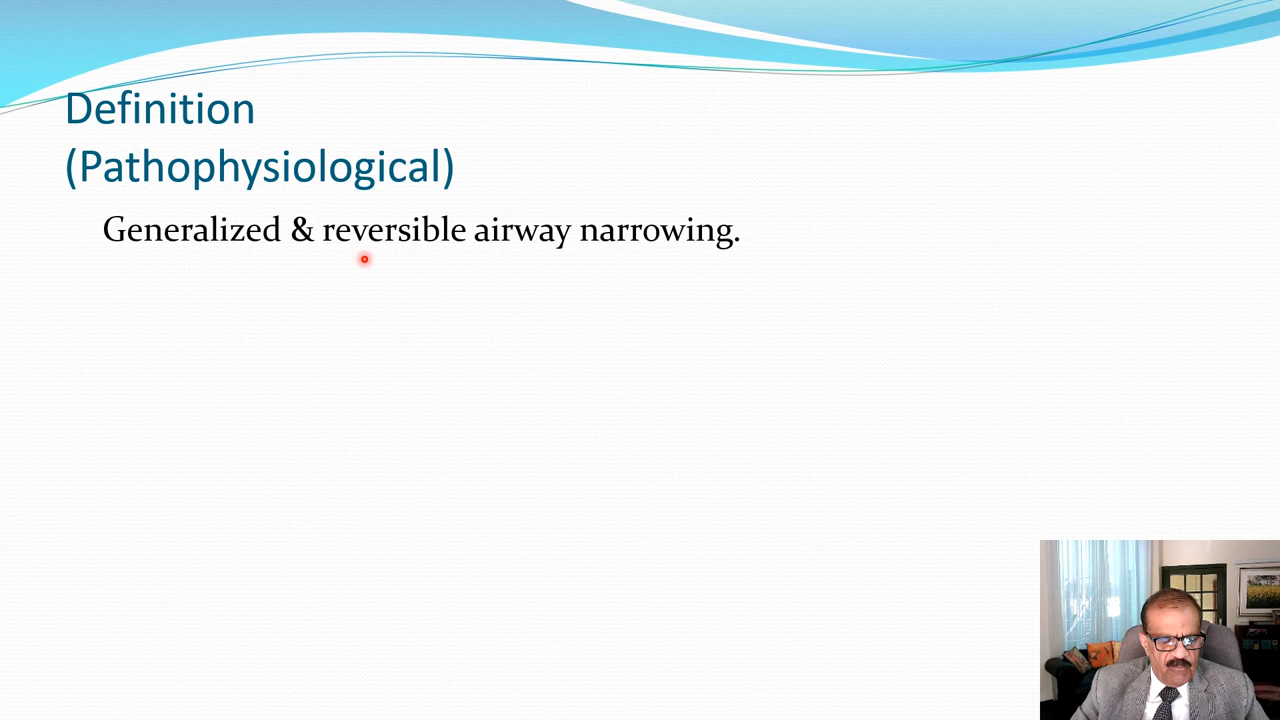 Definition
(Pathophysiological)
Generalized & reversible airway narrowing.